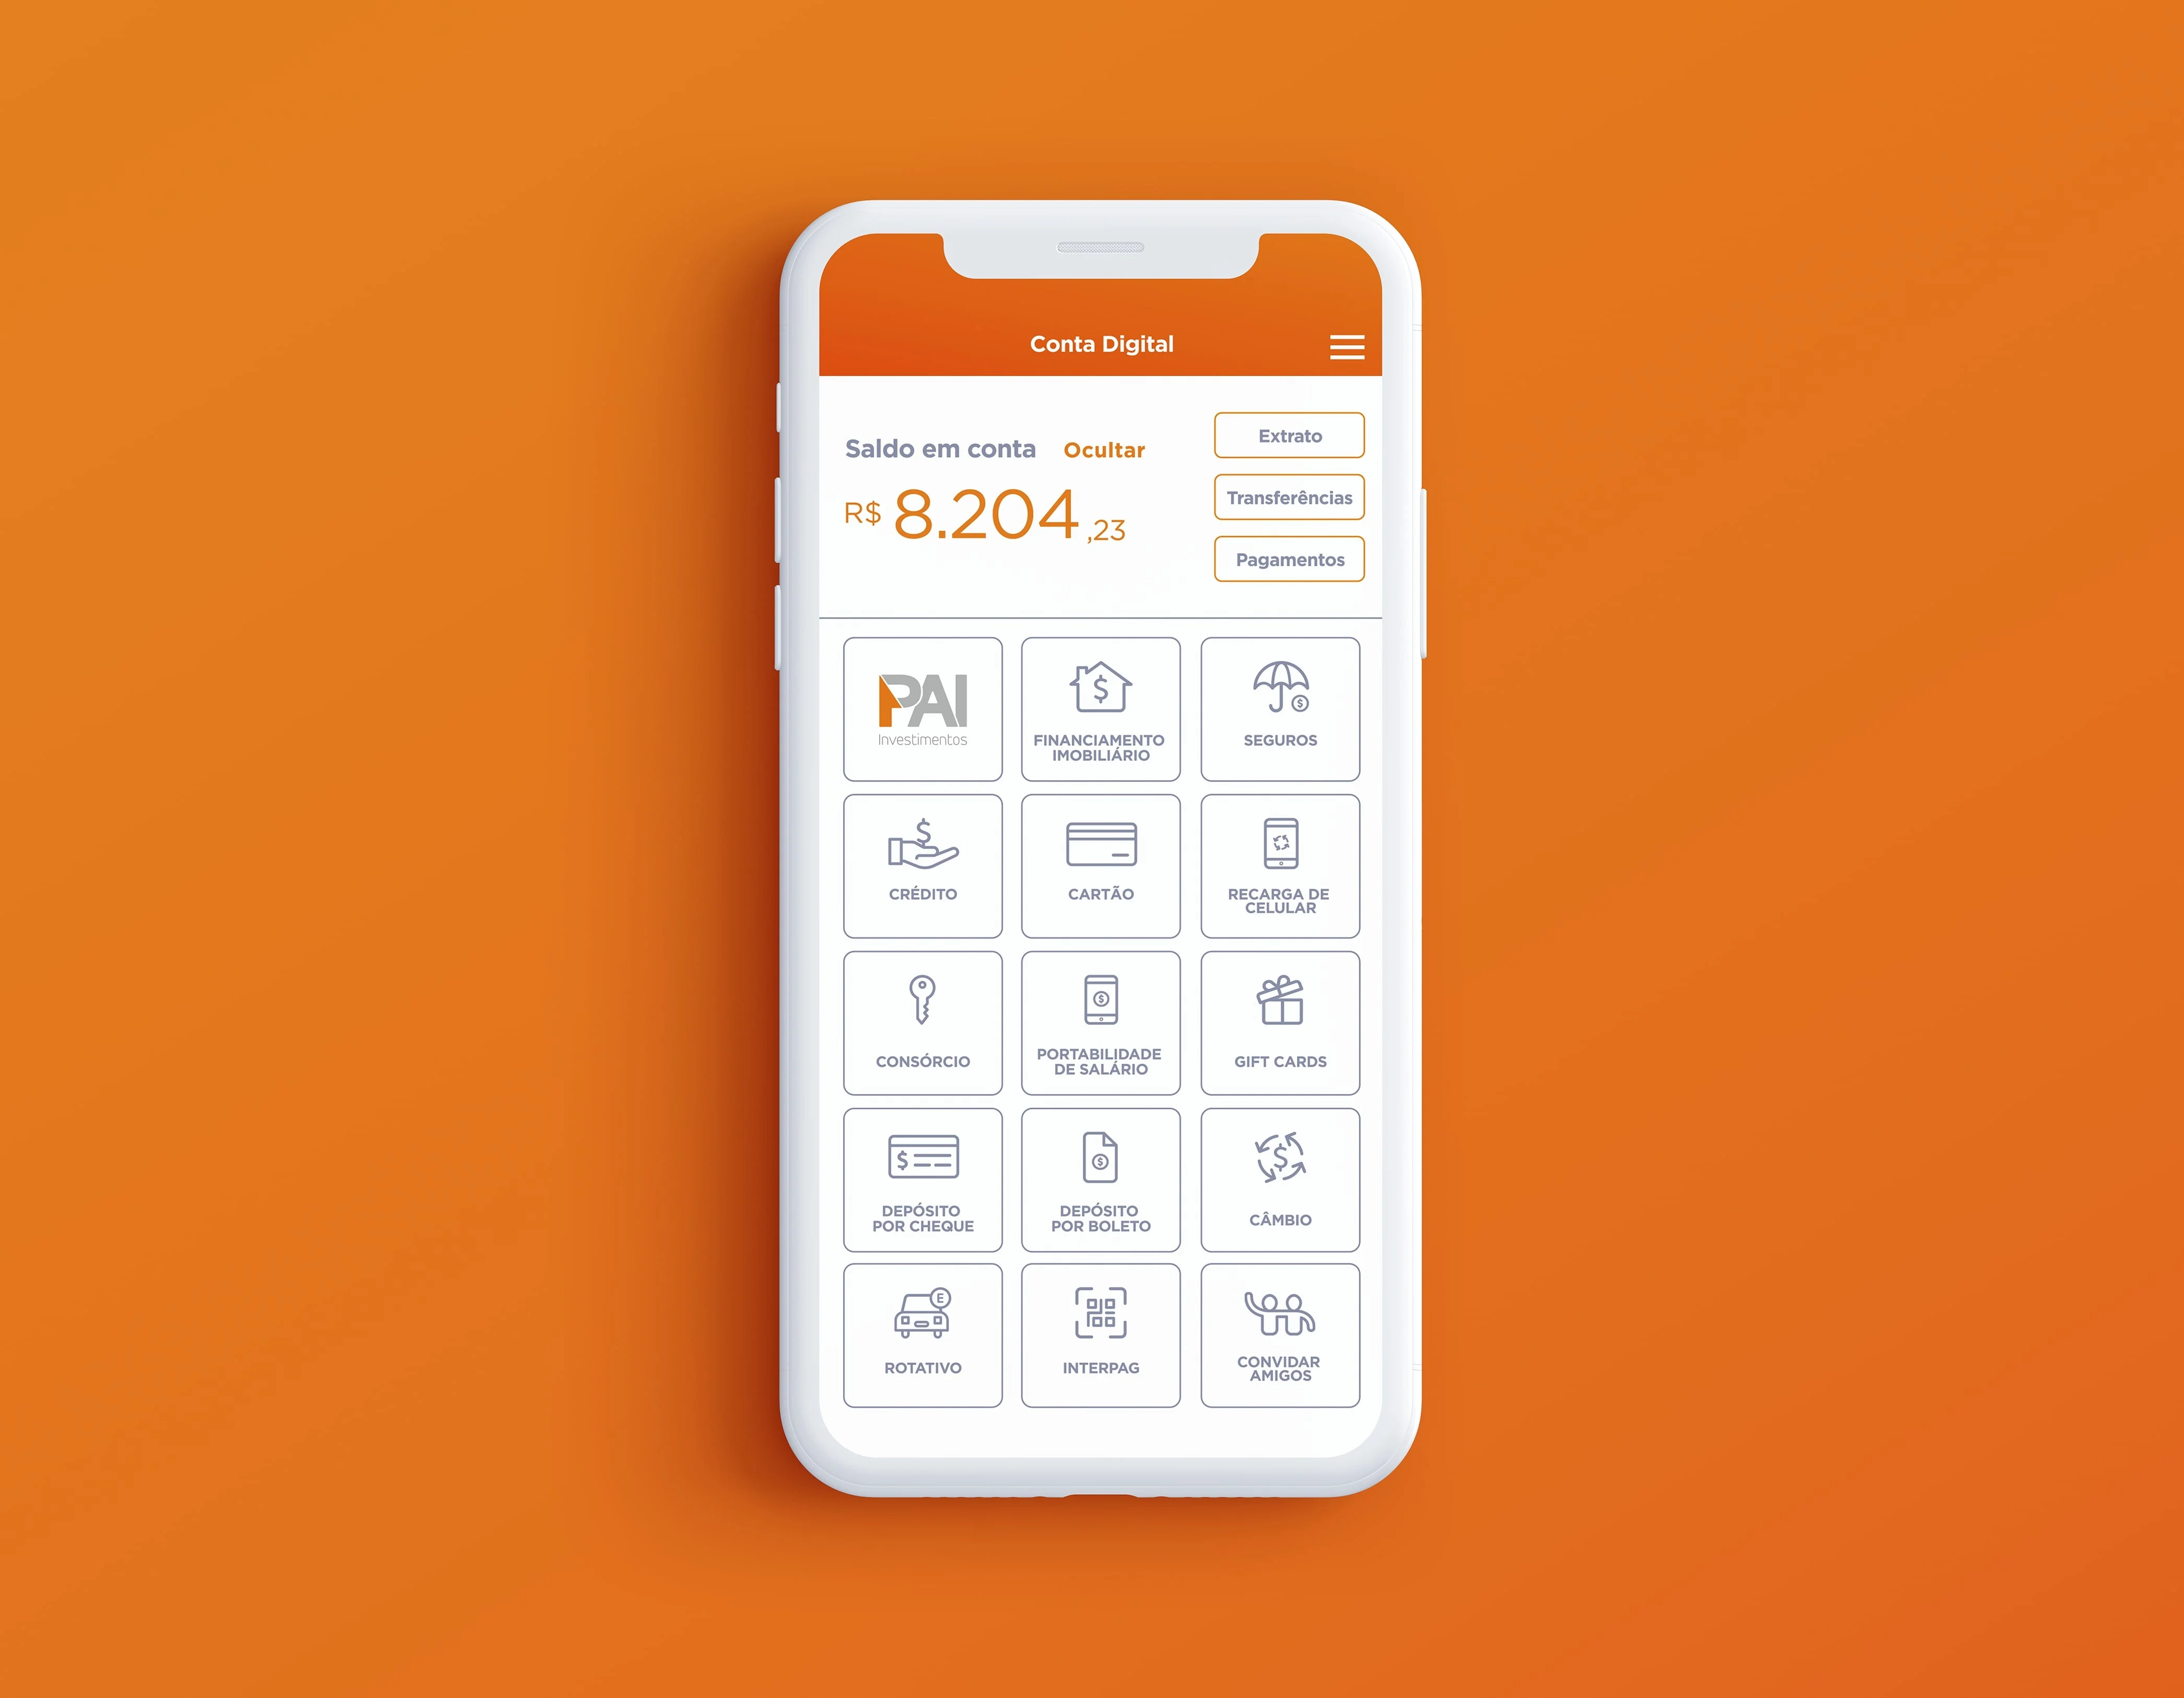 Conta Digital
Saldo em conta Ocultar
R$ 8.204,23
Extrato
Transferências
Pagamentos
PAI
Investimentos
FINANCIAMENTO
IMOBILIÁRIO
SEGUROS
$
$
CRÉDITO
$
CARTÃO
RECARGA DE
CELULAR
CONSÓRCIO
PORTABILIDADE
DE SALÁRIO
$
GIFT CARDS
DEPÓSITO
POR CHEQUE
$
DEPÓSITO
POR BOLETO
$
CÂMBIO
$
ROTATIVO
E
INTERPAG
CONVIDAR
AMIGOS